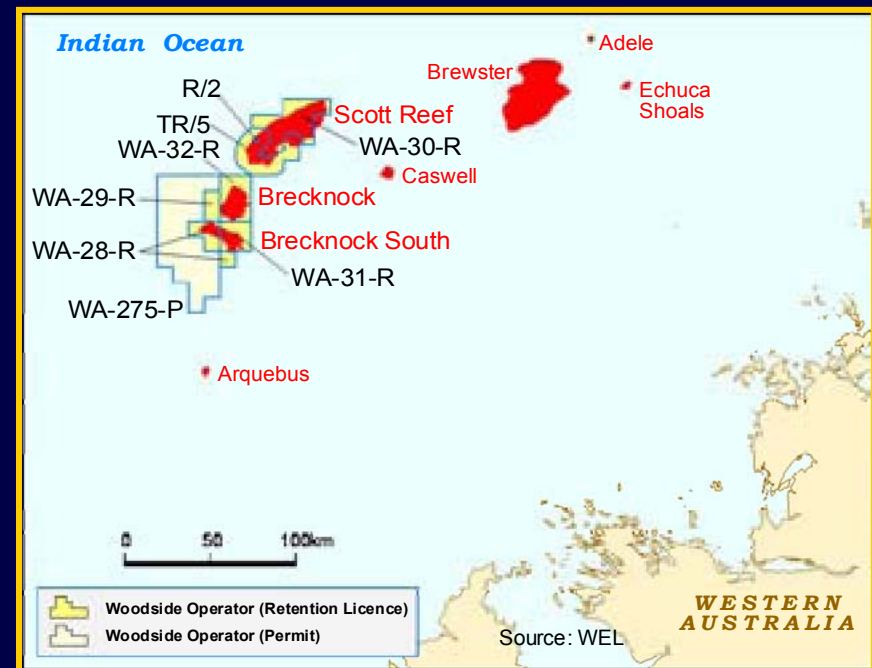 Indian Ocean
Adele
Brewster
Echuca
Shoals
R/2
Scott Reef
TR/5
WA-32-R
WA-30-R
Caswell
WA-29-R
Brecknock
Brecknock South
WA-28-R
WA-31-R
WA-275-P
Arquebus
0 50 100km
Woodside Operator (Retention Licence)
Woodside Operator (Permit)
Source: WEL
WESTERN
AUSTRALIA